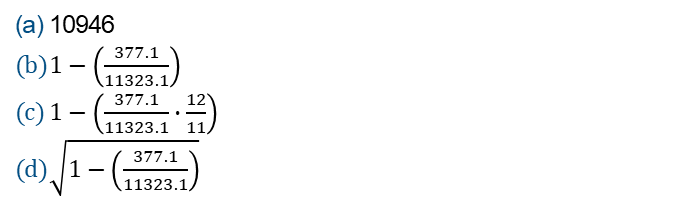 (a) 10946
(b) 1 − (377.1/11323.1)
(c) 1 − (377.1/11323.1 · 12/11)
(d) √(1 − (377.1/11323.1))